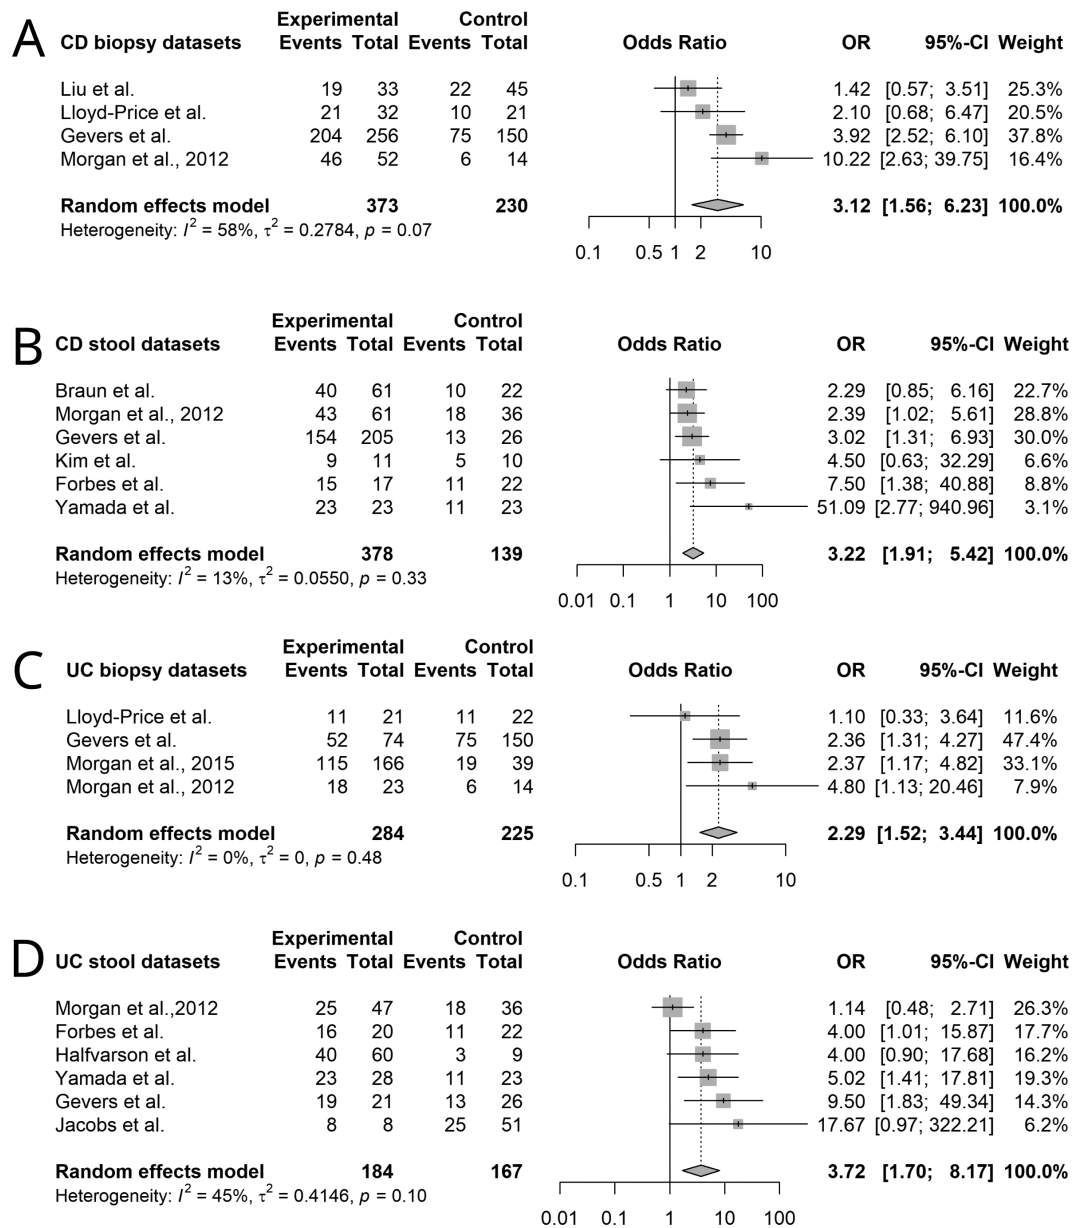 A
Experimental Control
CD biopsy datasets Events Total Events Total Odds Ratio OR 95%-CI Weight
Liu et al. 19 33 22 45 1.42 [0.57; 3.51] 25.3%
Lloyd-Price et al. 21 32 10 21 2.10 [0.68; 6.47] 20.5%
Gevers et al. 204 256 75 150 3.92 [2.52; 6.10] 37.8%
Morgan et al., 2012 46 52 6 14 10.22 [2.63; 39.75] 16.4%
Random effects model 373 230 3.12 [1.56; 6.23] 100.0%
Heterogeneity: I² = 58%, τ² = 0.2784, p = 0.07
0.1 0.5 1 2 10
B
Experimental Control
CD stool datasets Events Total Events Total Odds Ratio OR 95%-CI Weight
Braun et al. 40 61 10 22 2.29 [0.85; 6.16] 22.7%
Morgan et al., 2012 43 61 18 36 2.39 [1.02; 5.61] 28.8%
Gevers et al. 154 205 13 26 3.02 [1.31; 6.93] 30.0%
Kim et al. 9 11 5 10 4.50 [0.63; 32.29] 6.6%
Forbes et al. 15 17 11 22 7.50 [1.38; 40.88] 8.8%
Yamada et al. 23 23 11 23 51.09 [2.77; 940.96] 3.1%
Random effects model 378 139 3.22 [1.91; 5.42] 100.0%
Heterogeneity: I² = 13%, τ² = 0.0550, p = 0.33
0.01 0.1 1 10 100
C
Experimental Control
UC biopsy datasets Events Total Events Total Odds Ratio OR 95%-CI Weight
Lloyd-Price et al. 11 21 11 22 1.10 [0.33; 3.64] 11.6%
Gevers et al. 52 74 75 150 2.36 [1.31; 4.27] 47.4%
Morgan et al., 2015 115 166 19 39 2.37 [1.17; 4.82] 33.1%
Morgan et al., 2012 18 23 6 14 4.80 [1.13; 20.46] 7.9%
Random effects model 284 225 2.29 [1.52; 3.44] 100.0%
Heterogeneity: I² = 0%, τ² = 0, p = 0.48
0.1 0.5 1 2 10
D
Experimental Control
UC stool datasets Events Total Events Total Odds Ratio OR 95%-CI Weight
Morgan et al.,2012 25 47 18 36 1.14 [0.48; 2.71] 26.3%
Forbes et al. 16 20 11 22 4.00 [1.01; 15.87] 17.7%
Halfvarson et al. 40 60 3 9 4.00 [0.90; 17.68] 16.2%
Yamada et al. 23 28 11 23 5.02 [1.41; 17.81] 19.3%
Gevers et al. 19 21 13 26 9.50 [1.83; 49.34] 14.3%
Jacobs et al. 8 8 25 51 17.67 [0.97; 322.21] 6.2%
Random effects model 184 167 3.72 [1.70; 8.17] 100.0%
Heterogeneity: I² = 45%, τ² = 0.4146, p = 0.10
0.01 0.1 1 10 100